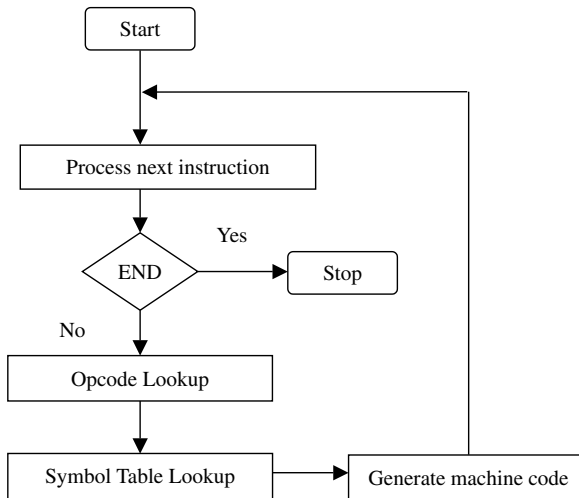 Start
Process next instruction
Yes
END
Stop
No
Opcode Lookup
Symbol Table Lookup
Generate machine code